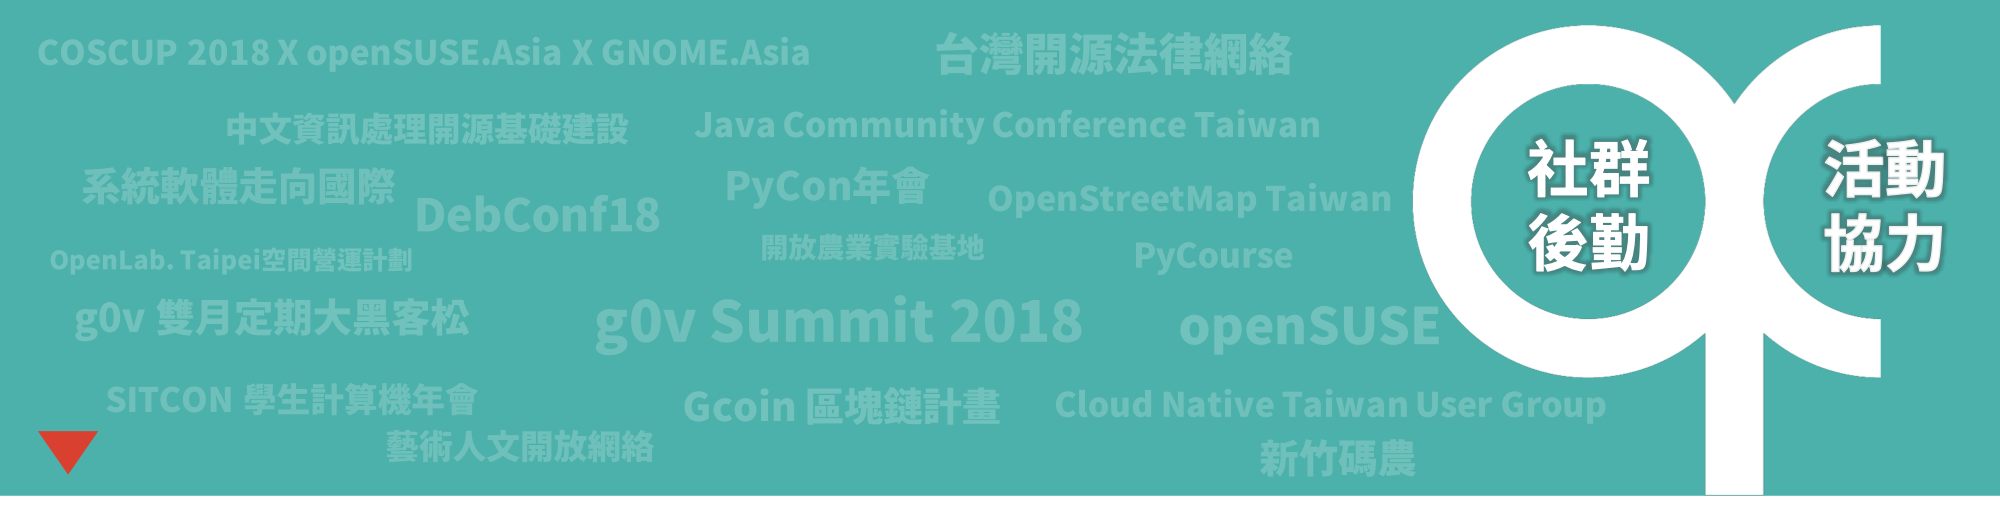 COSCUP 2018 X openSUSE.Asia X GNOME.Asia
台灣開源法律網絡
中文資訊處理開源基礎建設
Java Community Conference Taiwan
系統軟體走向國際
DebConf18
PyCon年會
OpenStreetMap Taiwan
OpenLab. Taipei空間營運計劃
開放農業實驗基地
PyCourse
g0v 雙月定期大黑客松
g0v Summit 2018
openSUSE
SITCON 學生計算機年會
Gcoin 區塊鏈計畫
Cloud Native Taiwan User Group
藝術人文開放網絡
新竹碼農
社群
後勤
活動
協力